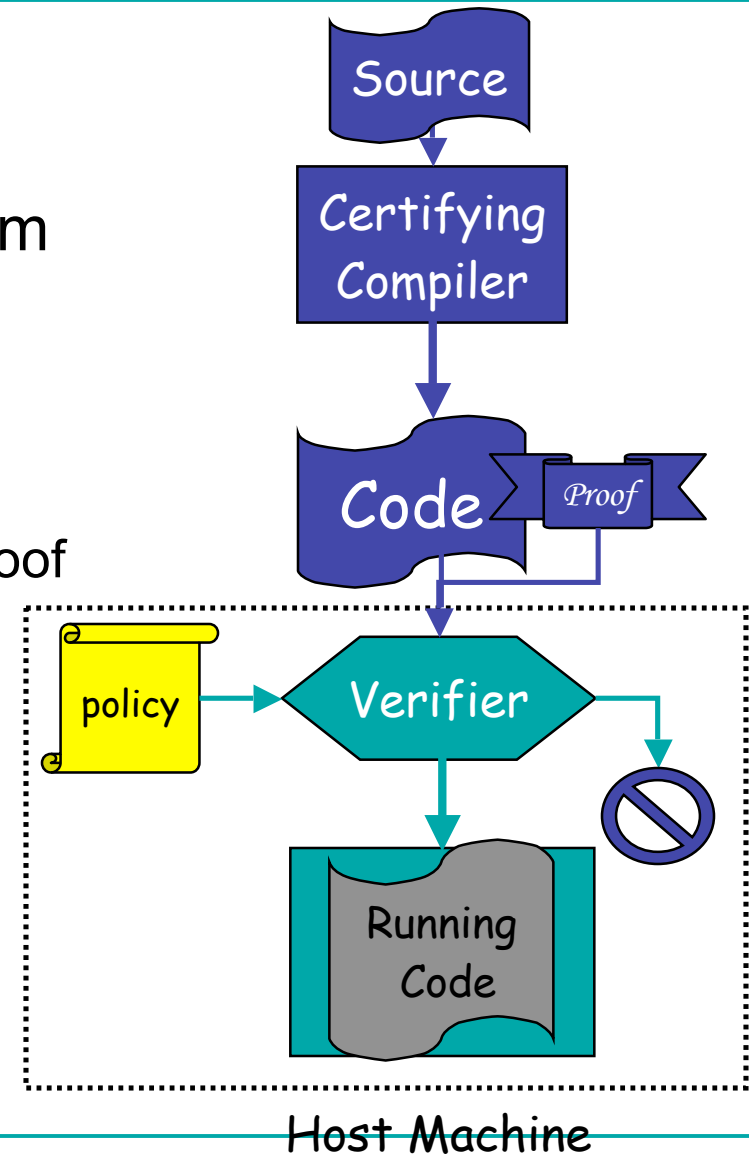 Source
Certifying
Compiler
m
Code
Proof
oof
policy
Verifier
Running
Code
Host Machine